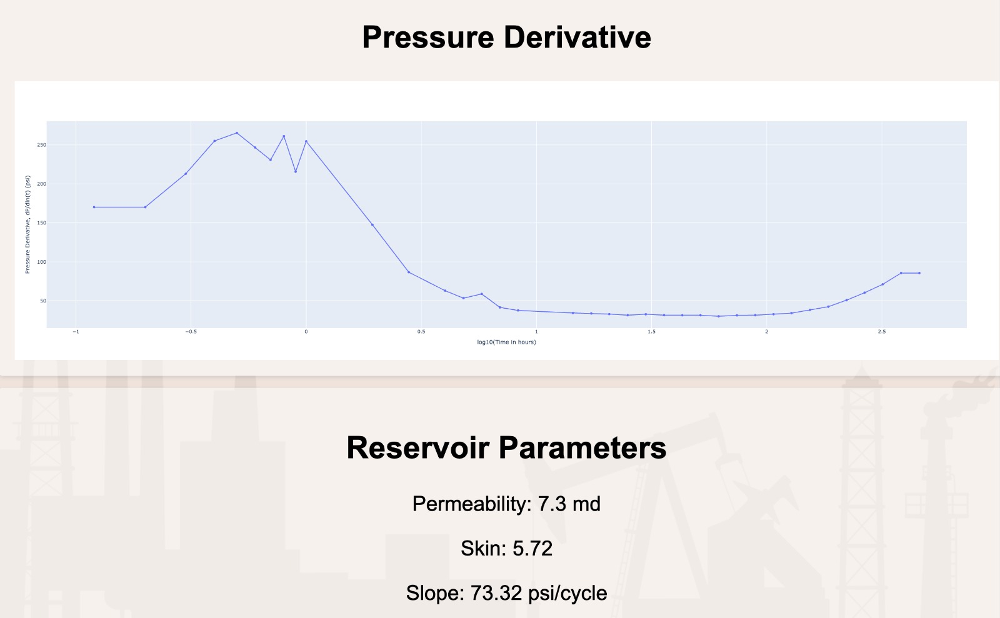 Pressure Derivative
250
200
150
100
50
Pressure Derivative, dP/dln(t) (psi)
−1
−0.5
0
0.5
1
1.5
2
2.5
log10(Time in hours)
Reservoir Parameters
Permeability: 7.3 md
Skin: 5.72
Slope: 73.32 psi/cycle